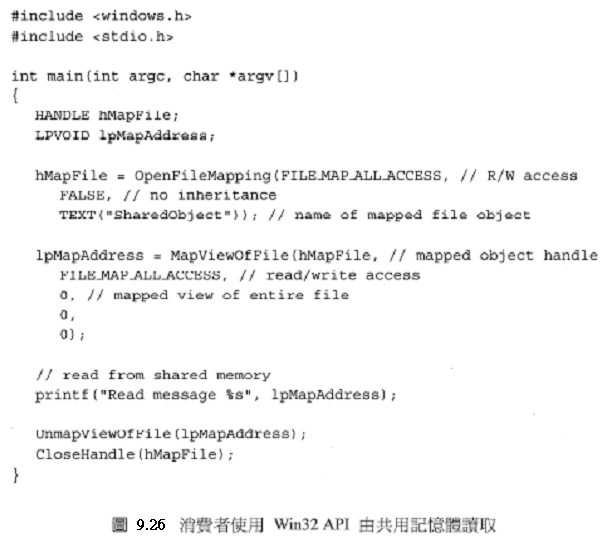 #include <windows.h>
#include <stdio.h>
int main(int argc, char *argv[])
{
HANDLE hMapFile;
LPVOID lpMapAddress;
hMapFile = OpenFileMapping(FILE_MAP_ALL_ACCESS, // R/W access
FALSE, // no inheritance
TEXT("SharedObject")); // name of mapped file object
lpMapAddress = MapViewOfFile(hMapFile, // mapped object handle
FILE_MAP_ALL_ACCESS, // read/write access
0, // mapped view of entire file
0,
0);
// read from shared memory
printf("Read message %s", lpMapAddress);
UnmapViewOfFile(lpMapAddress);
CloseHandle(hMapFile);
}
圖 9.26 消費者使用 Win32 API 由共用記憶體讀取